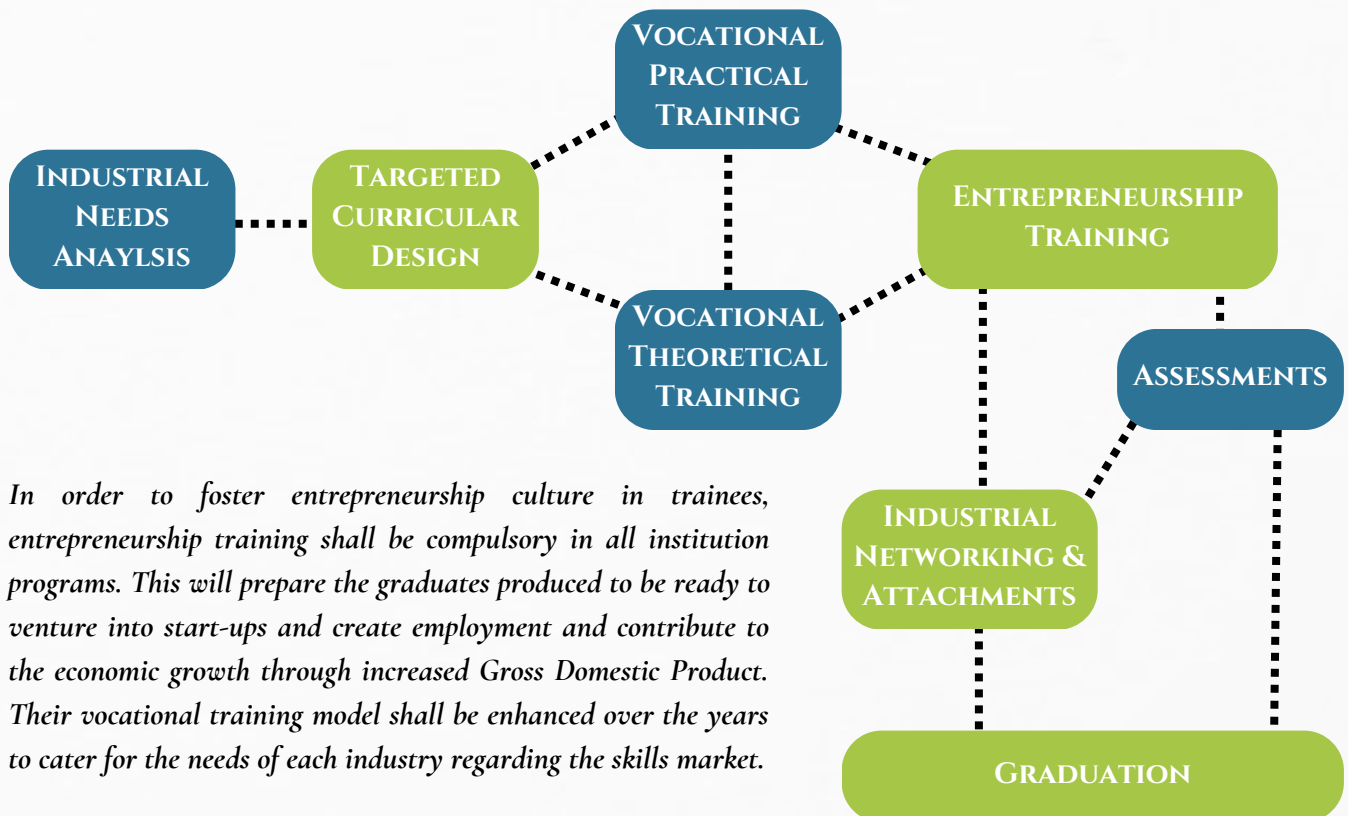 VOCATIONAL
PRACTICAL
TRAINING
INDUSTRIAL
NEEDS
ANAYLSIS
TARGETED
CURRICULAR
DESIGN
ENTREPRENEURSHIP
TRAINING
VOCATIONAL
THEORETICAL
TRAINING
ASSESSMENTS
In order to foster entrepreneurship culture in trainees,
entrepreneurship training shall be compulsory in all institution
programs. This will prepare the graduates produced to be ready to
venture into start-ups and create employment and contribute to
the economic growth through increased Gross Domestic Product.
Their vocational training model shall be enhanced over the years
to cater for the needs of each industry regarding the skills market.
INDUSTRIAL
NETWORKING &
ATTACHMENTS
GRADUATION